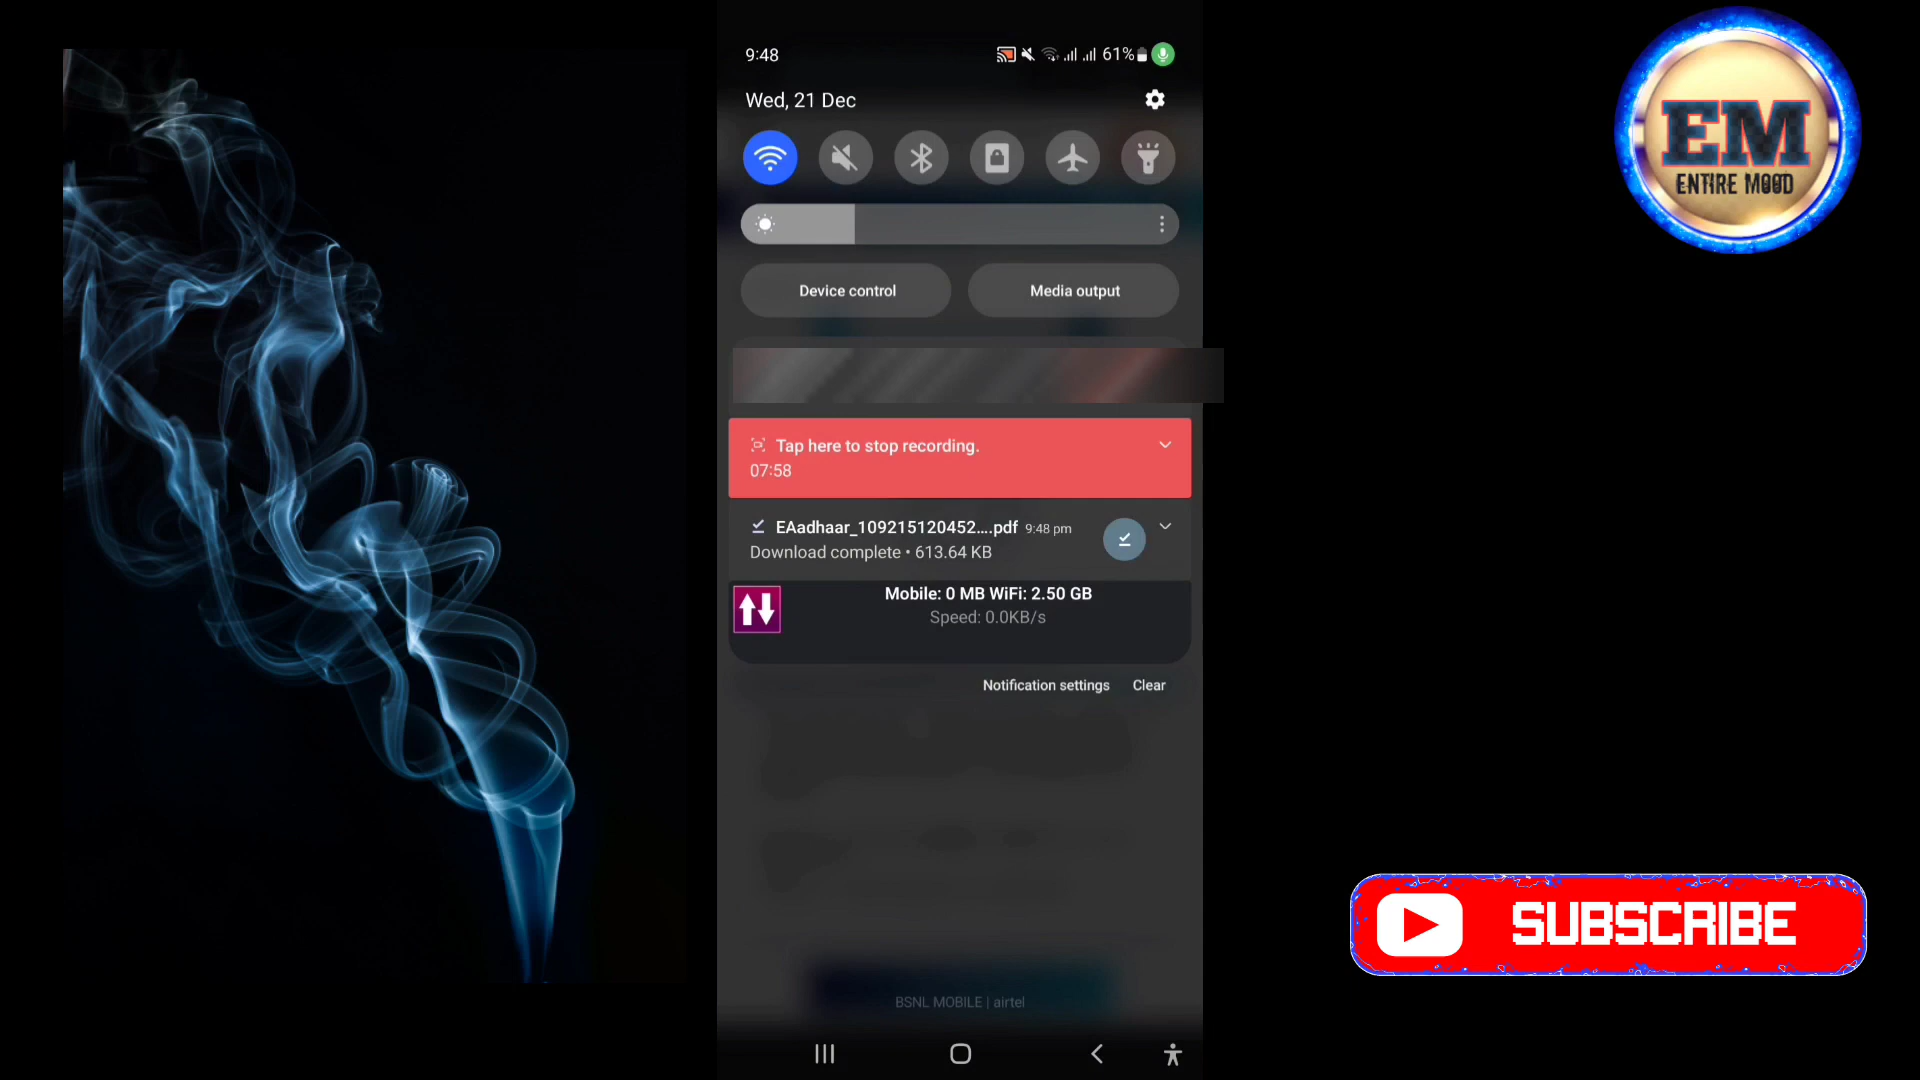 9:48
61%
Wed, 21 Dec
Device control
Media output
Tap here to stop recording.
07:58
EAadhaar_109215120452....pdf 9:48 pm
Download complete • 613.64 KB
Mobile: 0 MB WiFi: 2.50 GB
Speed: 0.0KB/s
Notification settings
Clear
BSNL MOBILE | airtel
EM
ENTIRE MOOD
SUBSCRIBE